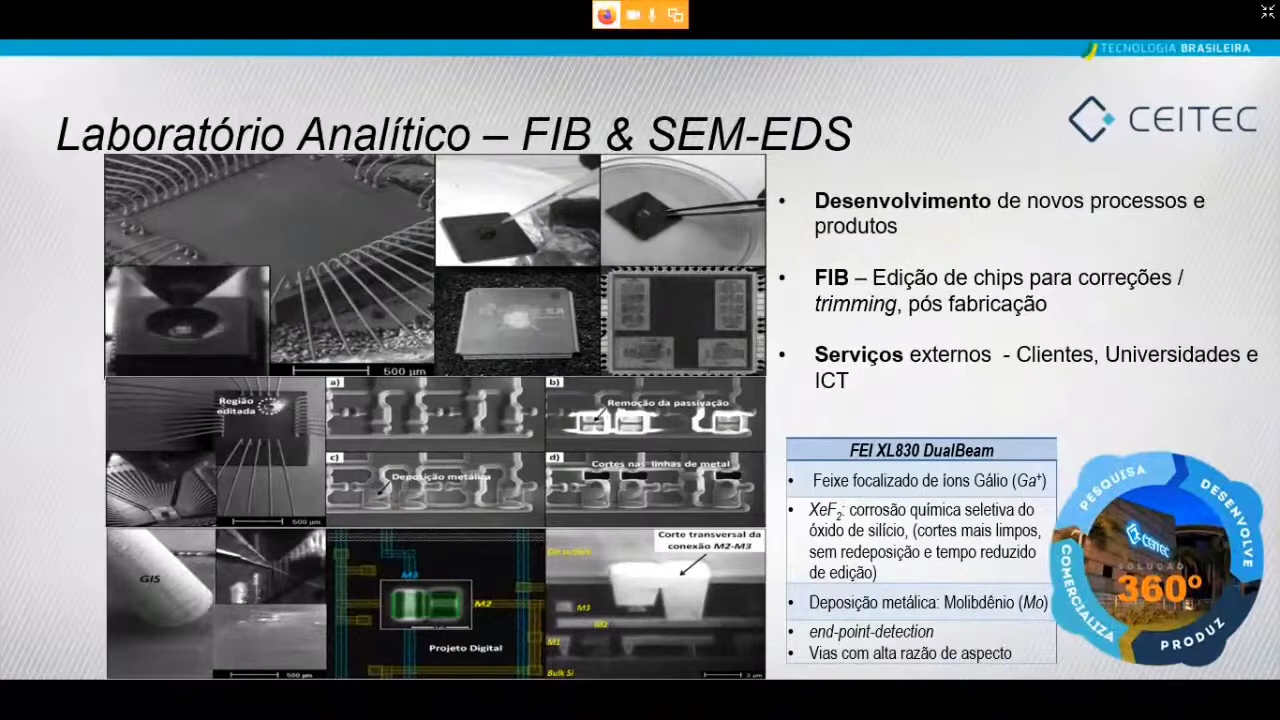 TECNOLOGIA BRASILEIRA
Laboratório Analítico – FIB & SEM-EDS
CEITEC
500 µm
Região
editada
500 µm
a)
b)
Remoção da passivação
c)
Deposição metálica
d)
Cortes nas linhas de metal
GIS
500 µm
M3
M2
Projeto Digital
Corte transversal da
conexão M2-M3
M3
M2
M1
Bulk Si
2 µm
• Desenvolvimento de novos processos e
produtos
• FIB – Edição de chips para correções /
trimming, pós fabricação
• Serviços externos - Clientes, Universidades e
ICT
FEI XL830 DualBeam
• Feixe focalizado de íons Gálio (Ga⁺)
• XeF₂: corrosão química seletiva do
óxido de silício, (cortes mais limpos,
sem redeposição e tempo reduzido
de edição)
• Deposição metálica: Molibdênio (Mo)
• end-point-detection
• Vias com alta razão de aspecto
PESQUISA
DESENVOLVE
PRODUZ
COMERCIALIZA
CEITEC
SOLUÇÃO
360º